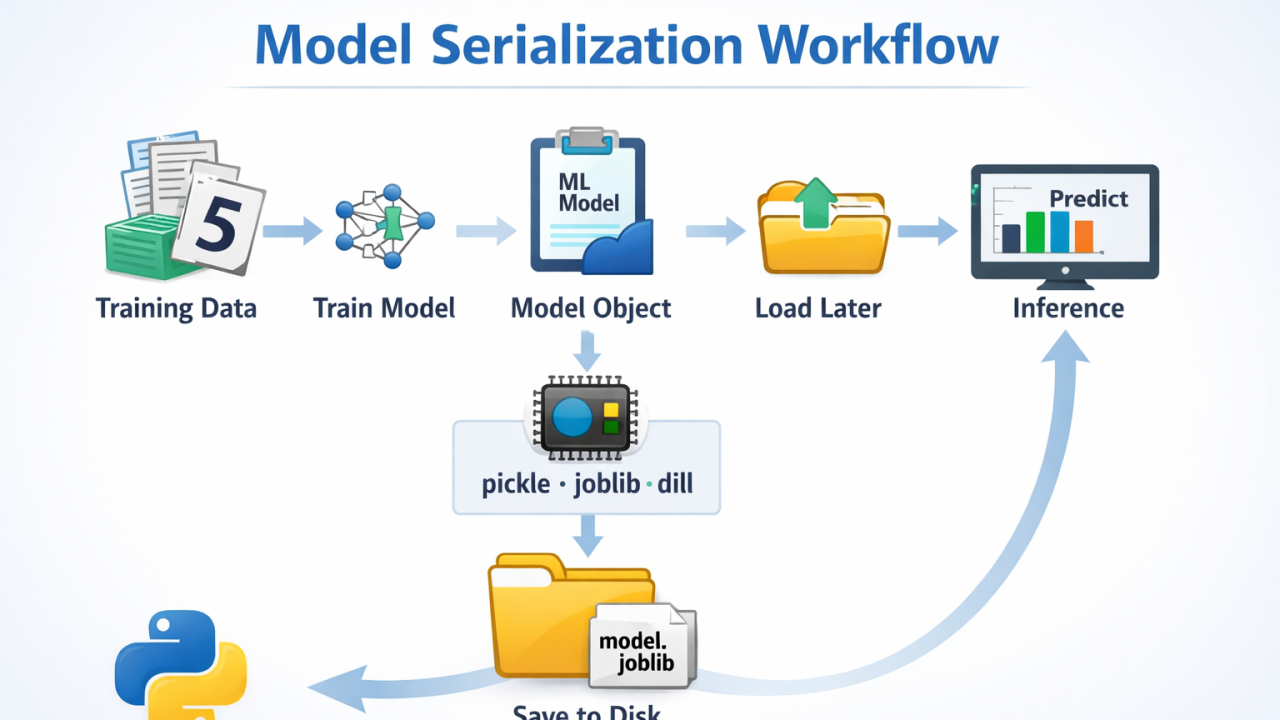 Model Serialization Workflow
5
ML
Model
Predict
Training Data
Train Model
Model Object
Load Later
Inference
pickle · joblib · dill
model.
joblib
Save to Disk